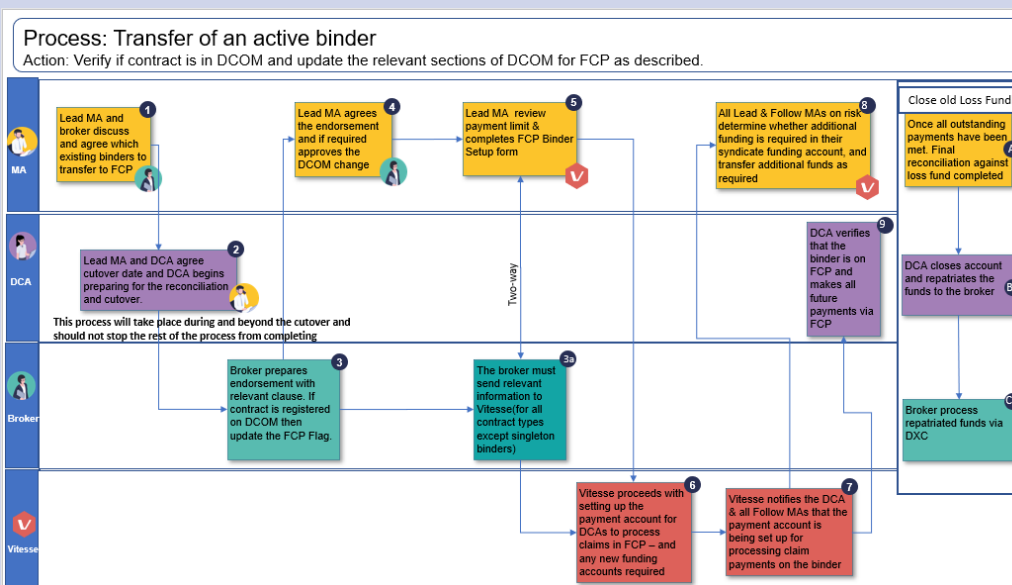 Process: Transfer of an active binder
Action: Verify if contract is in DCOM and update the relevant sections of DCOM for FCP as described.
MA
1
Lead MA and
broker discuss
and agree which
existing binders to
transfer to FCP
4
Lead MA agrees
the endorsement
and if required
approves the
DCOM change
5
Lead MA review
payment limit &
completes FCP Binder
Setup form
8
All Lead & Follow MAs on risk
determine whether additional
funding is required in their
syndicate funding account, and
transfer additional funds as
required
Close old Loss Fund
Once all outstanding
payments have been
met. Final
reconciliation against
loss fund completed
A
DCA
2
Lead MA and DCA agree
cutover date and DCA begins
preparing for the reconciliation
and cutover.
This process will take place during and beyond the cutover and
should not stop the rest of the process from completing
Two-way
9
DCA verifies
that the
binder is on
FCP and
makes all
future
payments via
FCP
DCA closes account
and repatriates the
funds to the broker
B
Broker
3
Broker prepares
endorsement with
relevant clause. If
contract is registered
on DCOM then
update the FCP Flag.
3a
The broker must
send relevant
information to
Vitesse(for all
contract types
except singleton
binders)
Broker process
repatriated funds via
DXC
C
Vitesse
6
Vitesse proceeds with
setting up the
payment account for
DCAs to process
claims in FCP – and
any new funding
accounts required
7
Vitesse notifies the DCA
& all Follow MAs that the
payment account is
being set up for
processing claim
payments on the binder